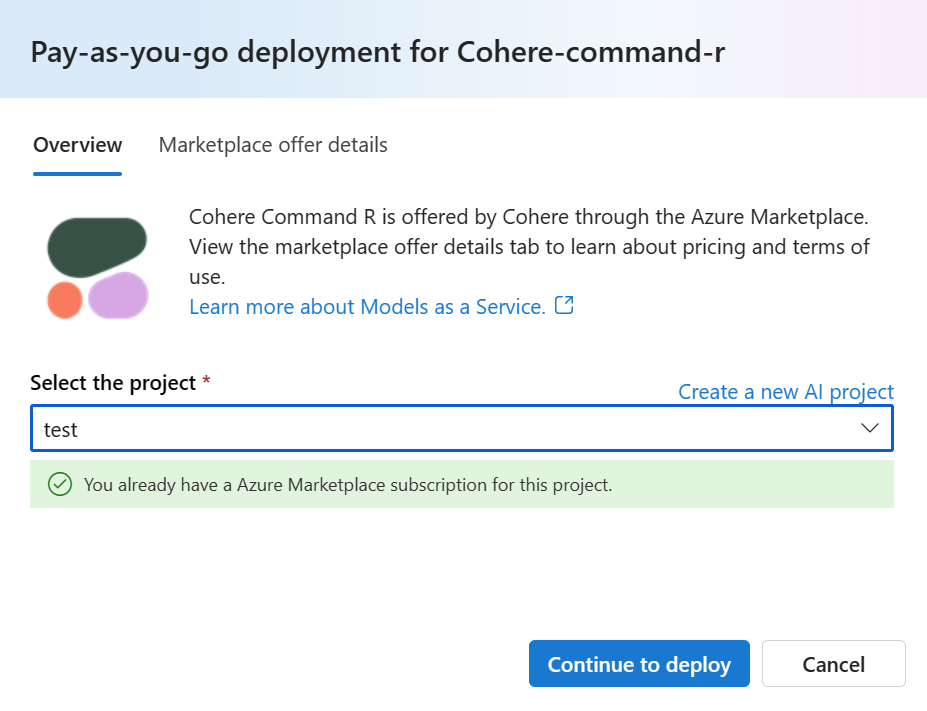 Pay-as-you-go deployment for Cohere-command-r
Overview
Marketplace offer details
Cohere Command R is offered by Cohere through the Azure Marketplace.
View the marketplace offer details tab to learn about pricing and terms of
use.
Learn more about Models as a Service.
Select the project *
Create a new AI project
test
You already have a Azure Marketplace subscription for this project.
Continue to deploy
Cancel